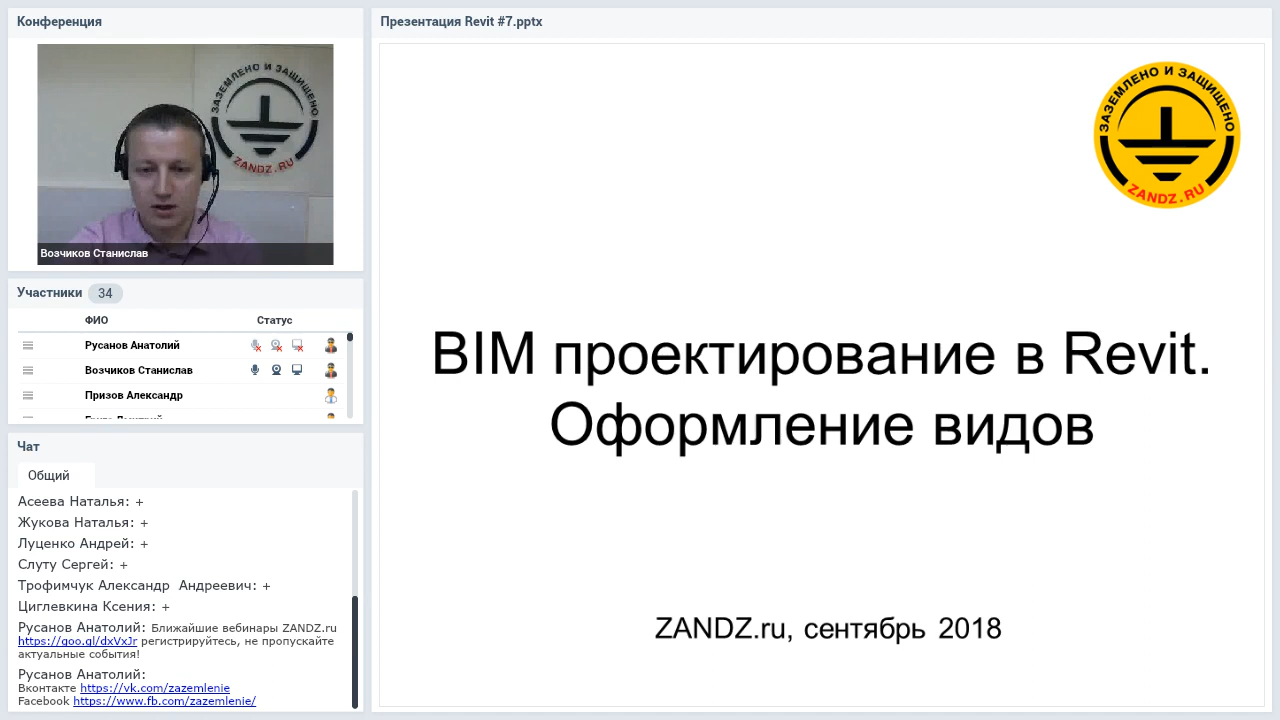 Конференция
ЗАЗЕМЛЕНО И ЗАЩИЩЕНО
ZANDZ.RU
Возчиков Станислав
Участники 34
ФИО Статус
Русанов Анатолий
Возчиков Станислав
Призов Александр
Чат
Общий
Асеева Наталья: +
Жукова Наталья: +
Луценко Андрей: +
Слуту Сергей: +
Трофимчук Александр Андреевич: +
Циглевкина Ксения: +
Русанов Анатолий: Ближайшие вебинары ZANDZ.ru
https://goo.gl/dxVxJr регистрируйтесь, не пропускайте
актуальные события!
Русанов Анатолий:
Вконтакте https://vk.com/zazemlenie
Facebook https://www.fb.com/zazemlenie/
Презентация Revit #7.pptx
ЗАЗЕМЛЕНО И ЗАЩИЩЕНО
ZANDZ.RU
BIM проектирование в Revit.
Оформление видов
ZANDZ.ru, сентябрь 2018